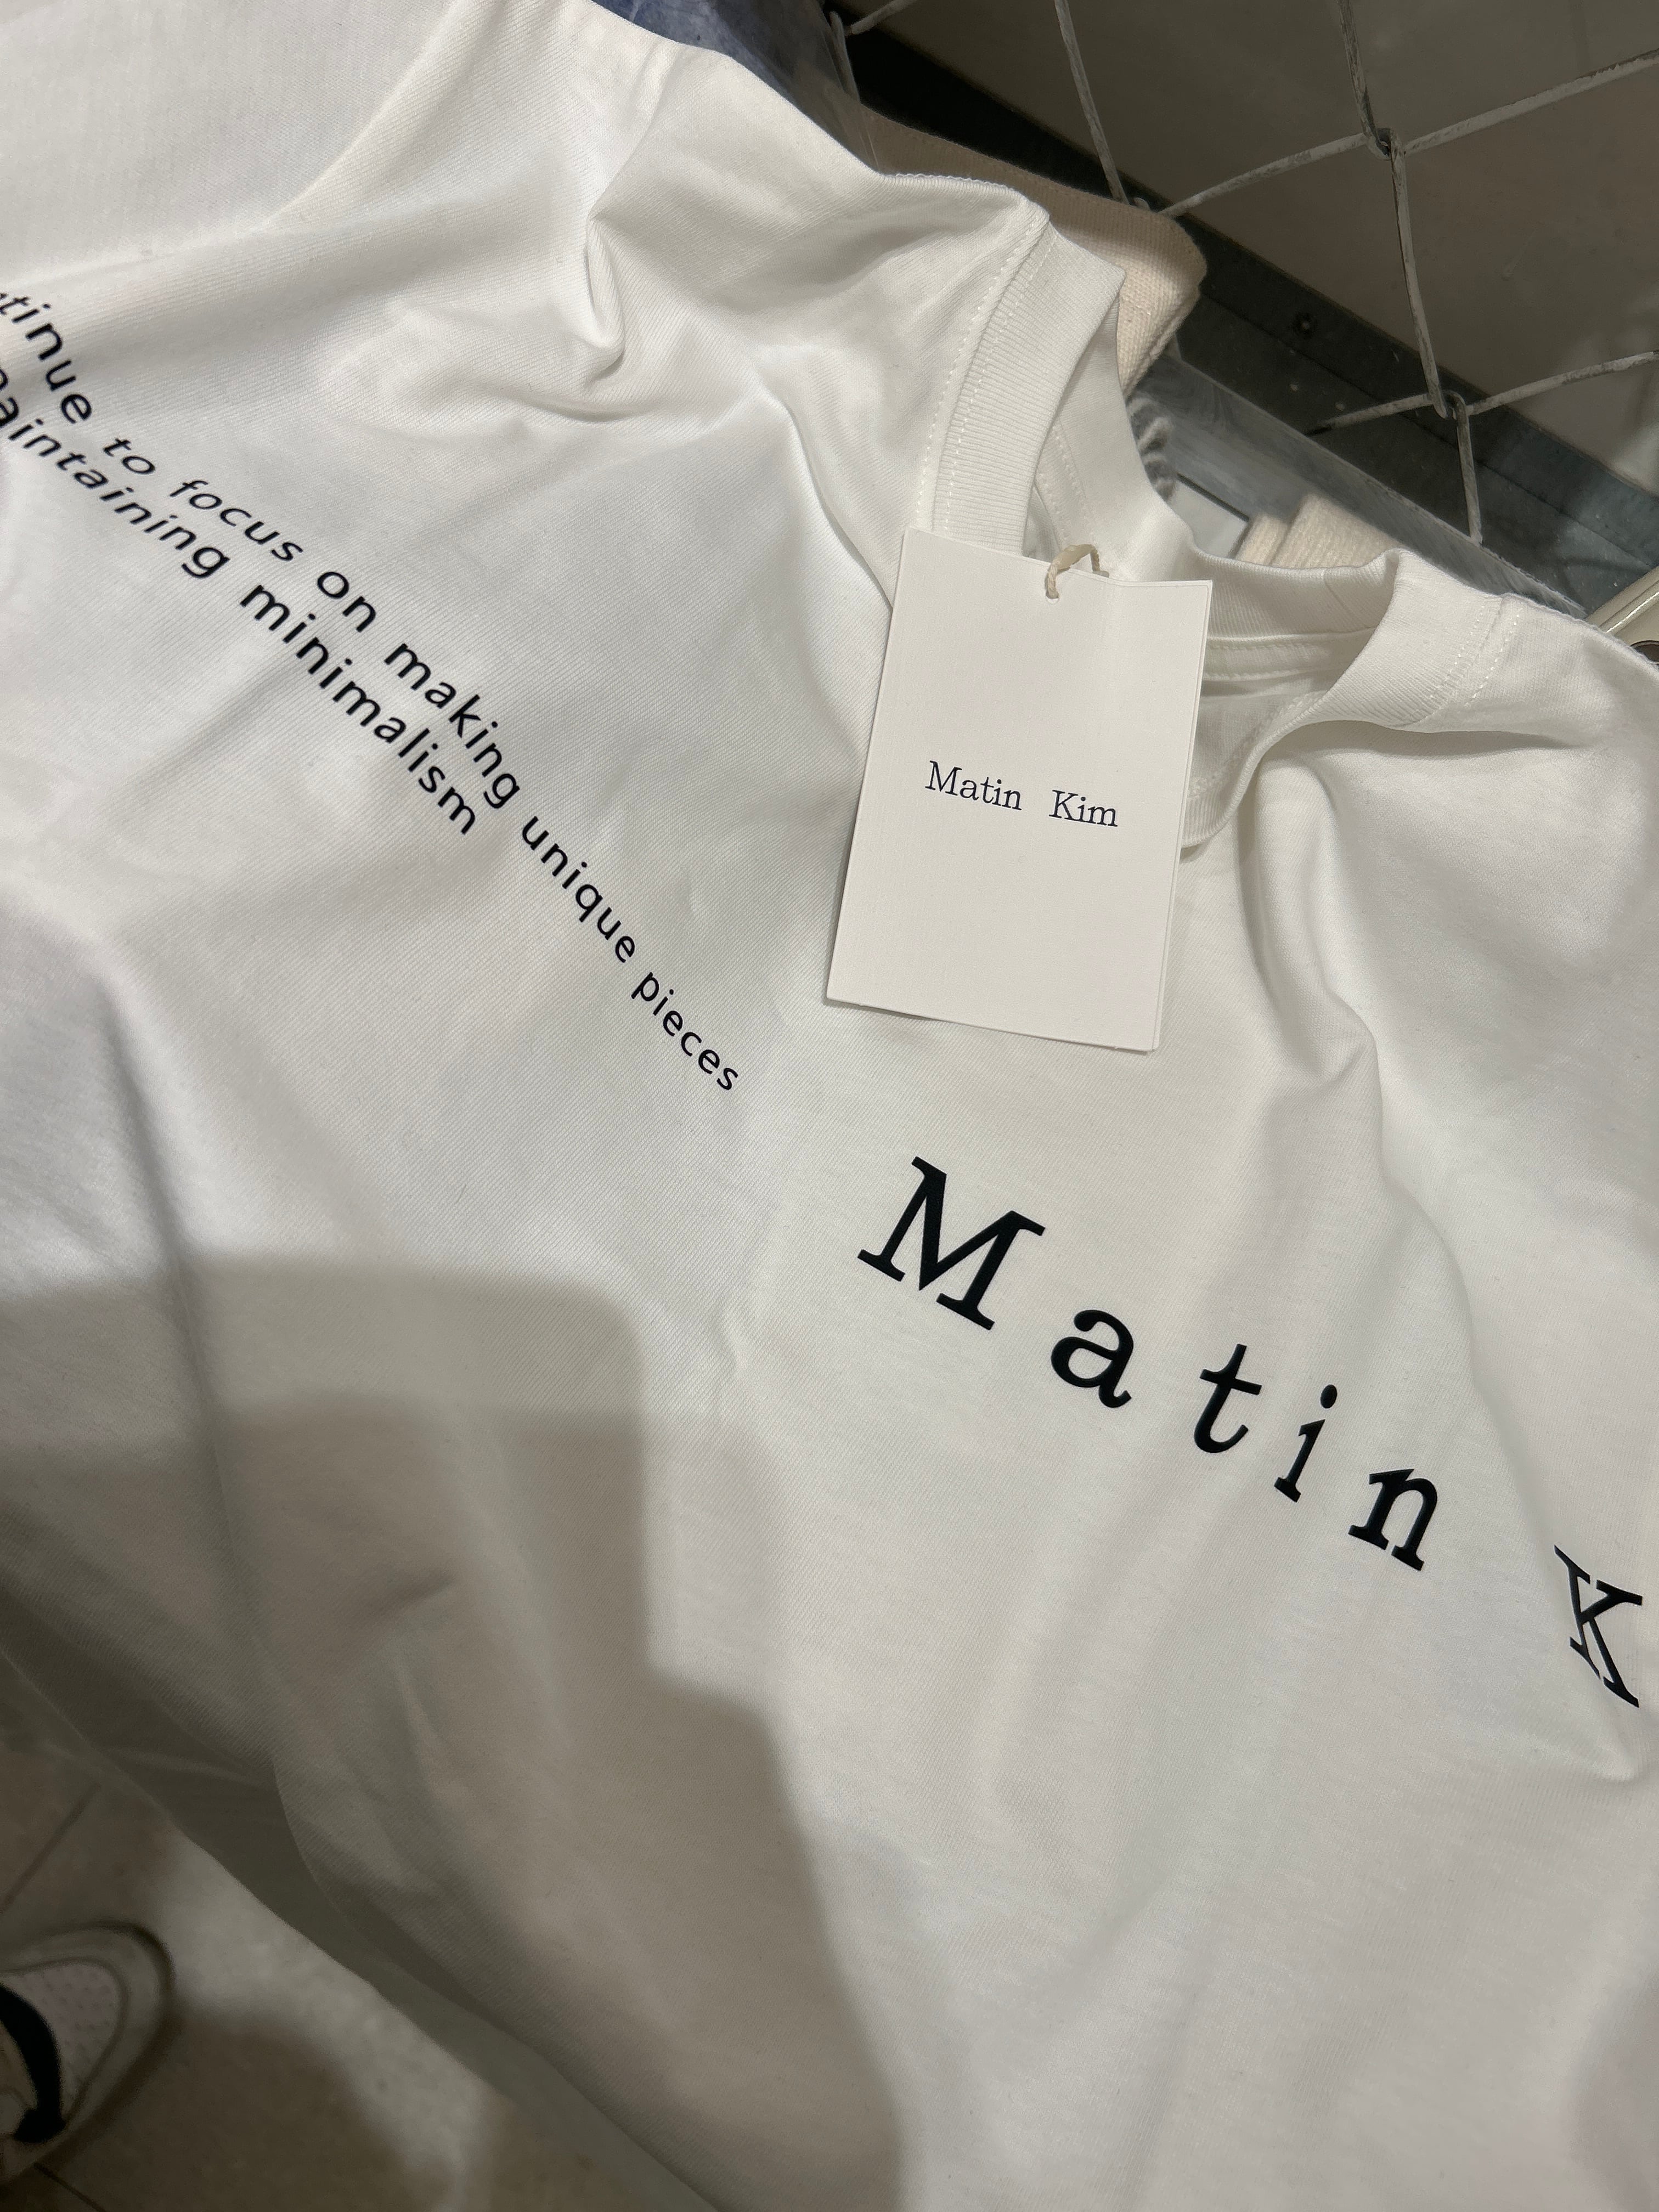 tinue to focus on making unique pieces
aintaining minimalism
Matin Kim
Matin K